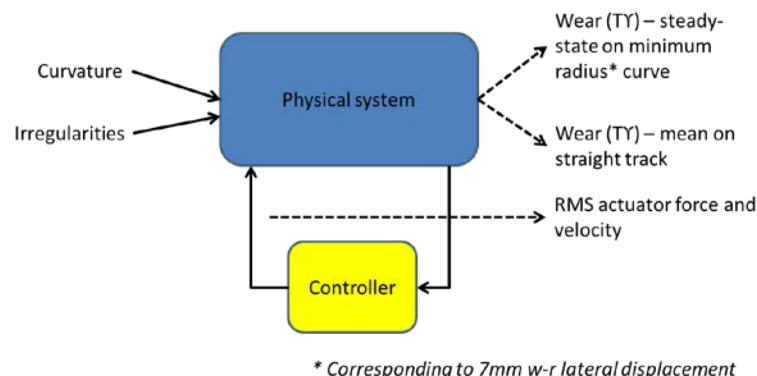 Wear (TY) – steady-
state on minimum
radius* curve
Curvature
Physical system
Irregularities
Wear (TY) – mean on
straight track
RMS actuator force and
velocity
Controller
* Corresponding to 7mm w-r lateral displacement